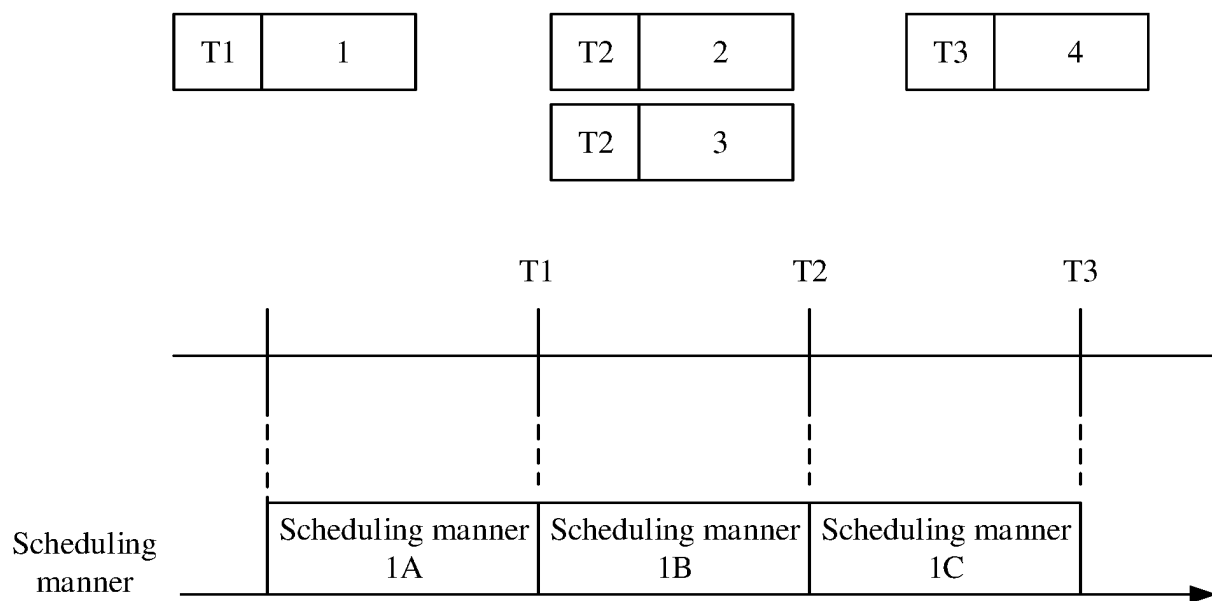 T1 1 T2 2 T3 4
T2 3
T1 T2 T3
Scheduling manner Scheduling manner Scheduling manner
1A 1B 1C
Scheduling
manner